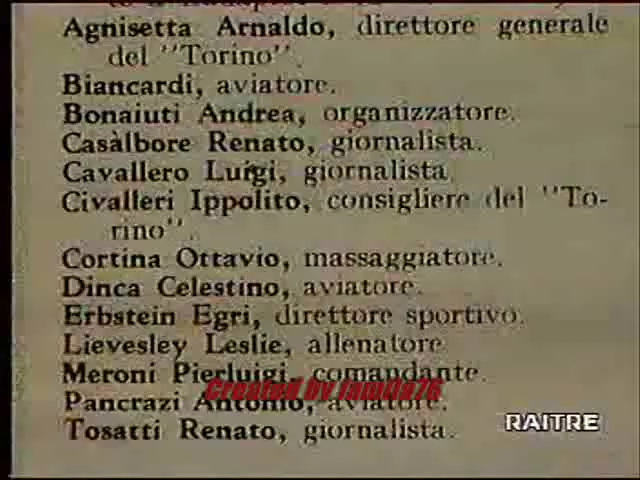 Agnisetta Arnaldo, direttore generale
del "Torino".
Biancardi, aviatore.
Bonaiuti Andrea, organizzatore.
Casàlbore Renato, giornalista.
Cavallero Luigi, giornalista
Civalleri Ippolito, consigliere del "To-
rino".
Cortina Ottavio, massaggiatore.
Dinca Celestino, aviatore.
Erbstein Egri, direttore sportivo.
Lievesley Leslie, allenatore
Meroni Pierluigi, comandante.
Created by
Pancrazi Antonio, aviatore.
RAITRE
Tosatti Renato, giornalista.